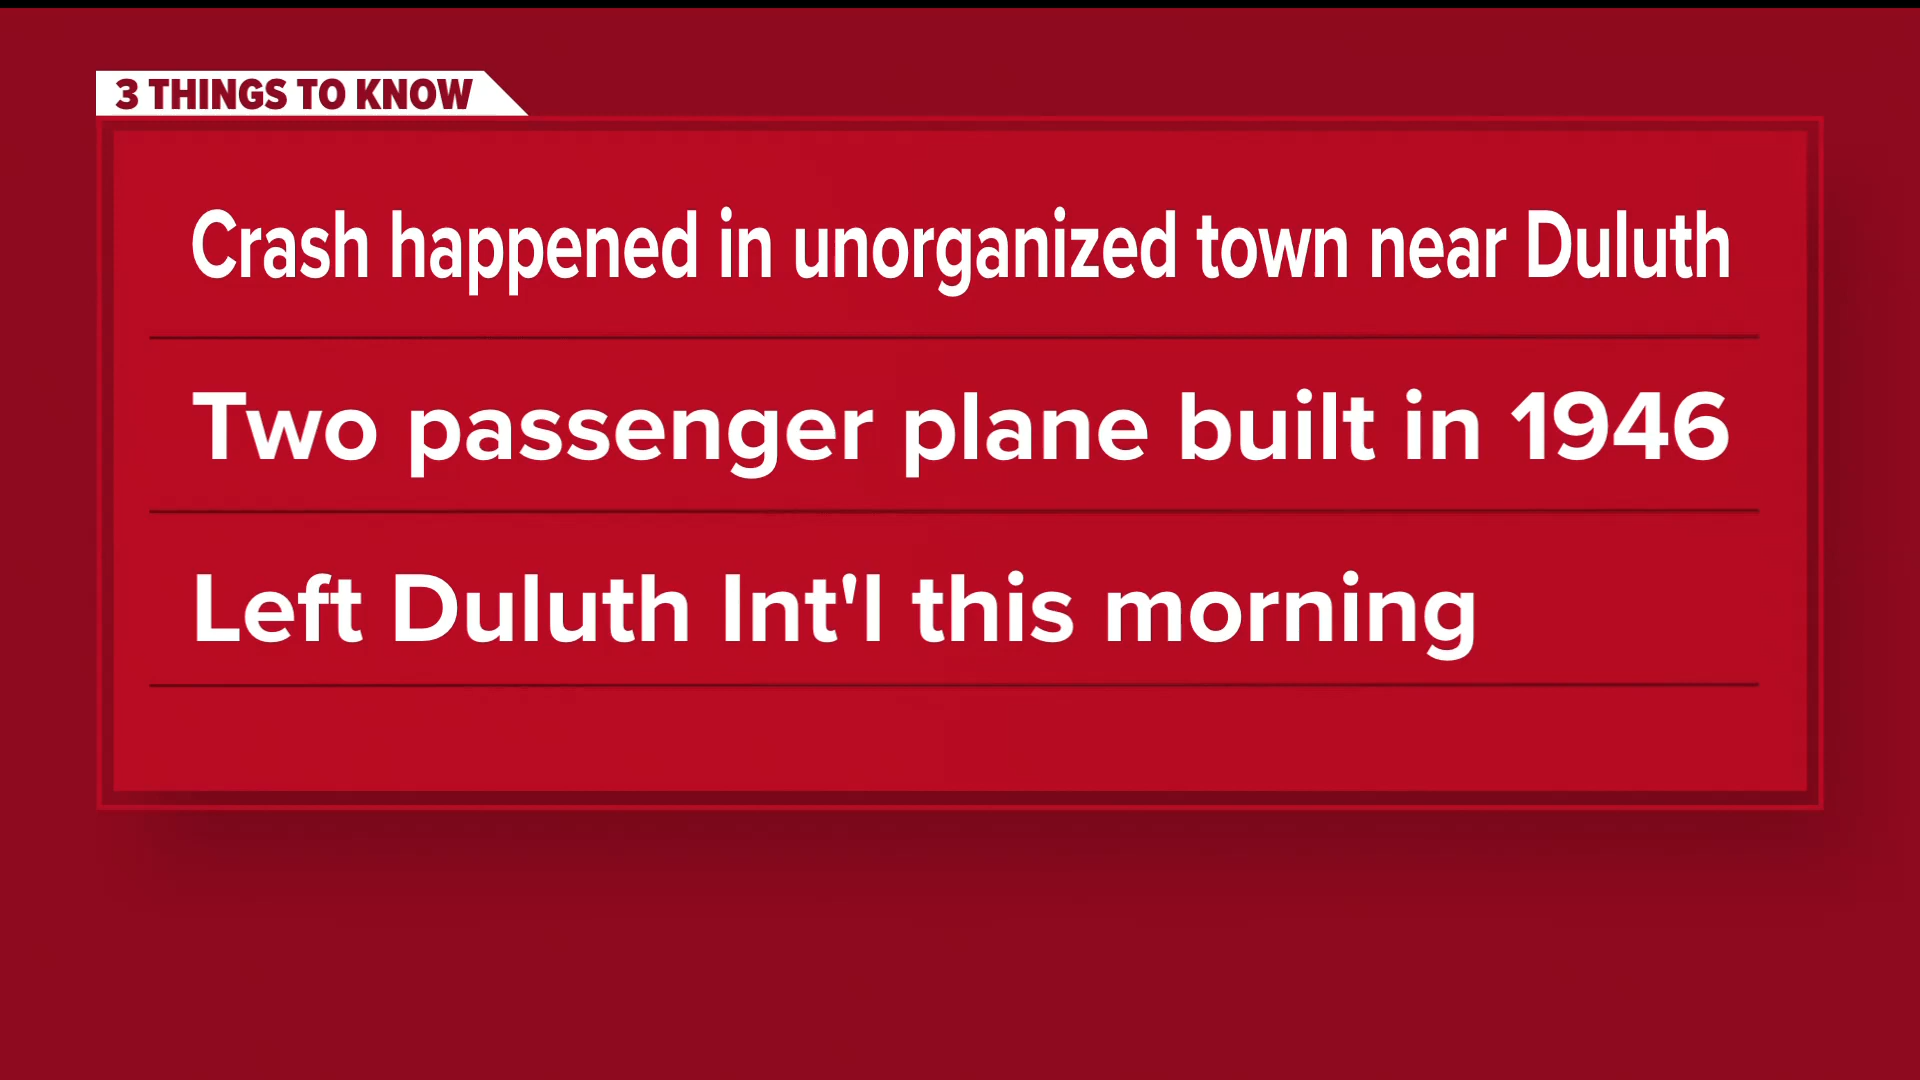 3 THINGS TO KNOW
Crash happened in unorganized town near Duluth
Two passenger plane built in 1946
Left Duluth Int'l this morning